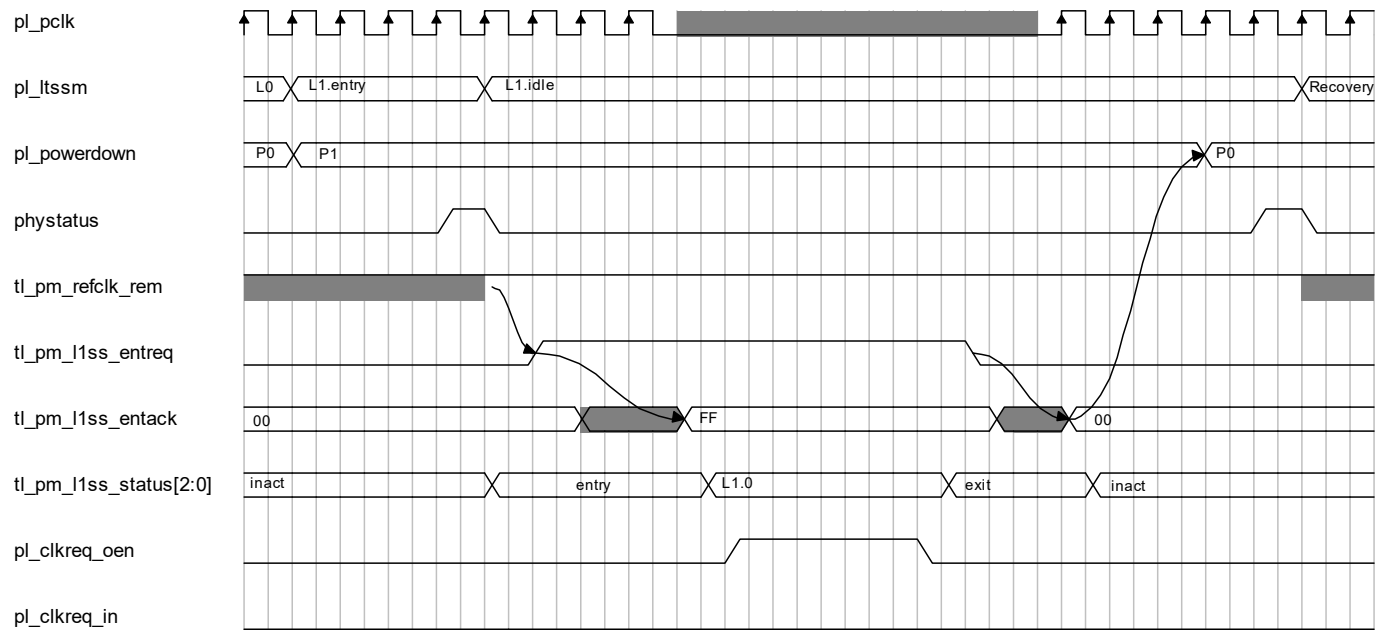 pl_pclk
pl_ltssm L0 L1.entry L1.idle Recovery
pl_powerdown P0 P1 P0
phystatus
tl_pm_refclk_rem
tl_pm_l1ss_entreq
tl_pm_l1ss_entack 00 FF 00
tl_pm_l1ss_status[2:0] inact entry L1.0 exit inact
pl_clkreq_oen
pl_clkreq_in